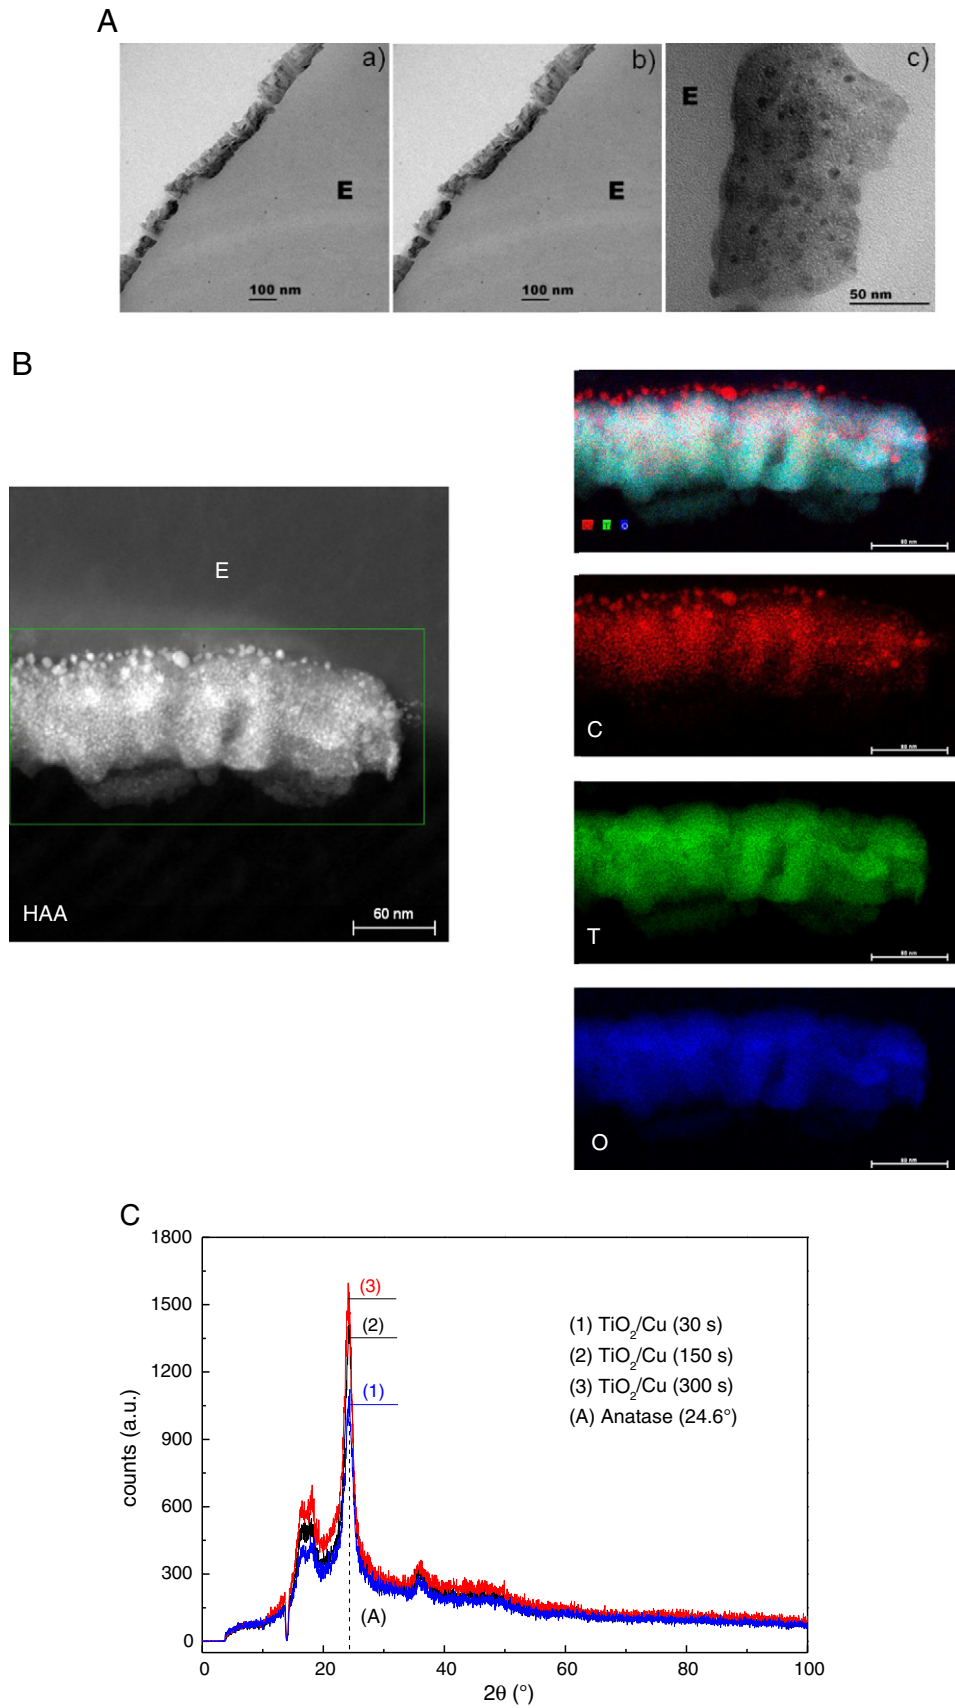 A
a)
E
100 nm
b)
E
100 nm
c)
E
50 nm
B
E
HAA
60 nm
C
T
O
C
1800
1500
1200
900
600
300
0
counts (a.u.)
(3)
(2)
(1)
(A)
(1) TiO₂/Cu (30 s)
(2) TiO₂/Cu (150 s)
(3) TiO₂/Cu (300 s)
(A) Anatase (24.6°)
0
20
40
60
80
100
2θ (°)